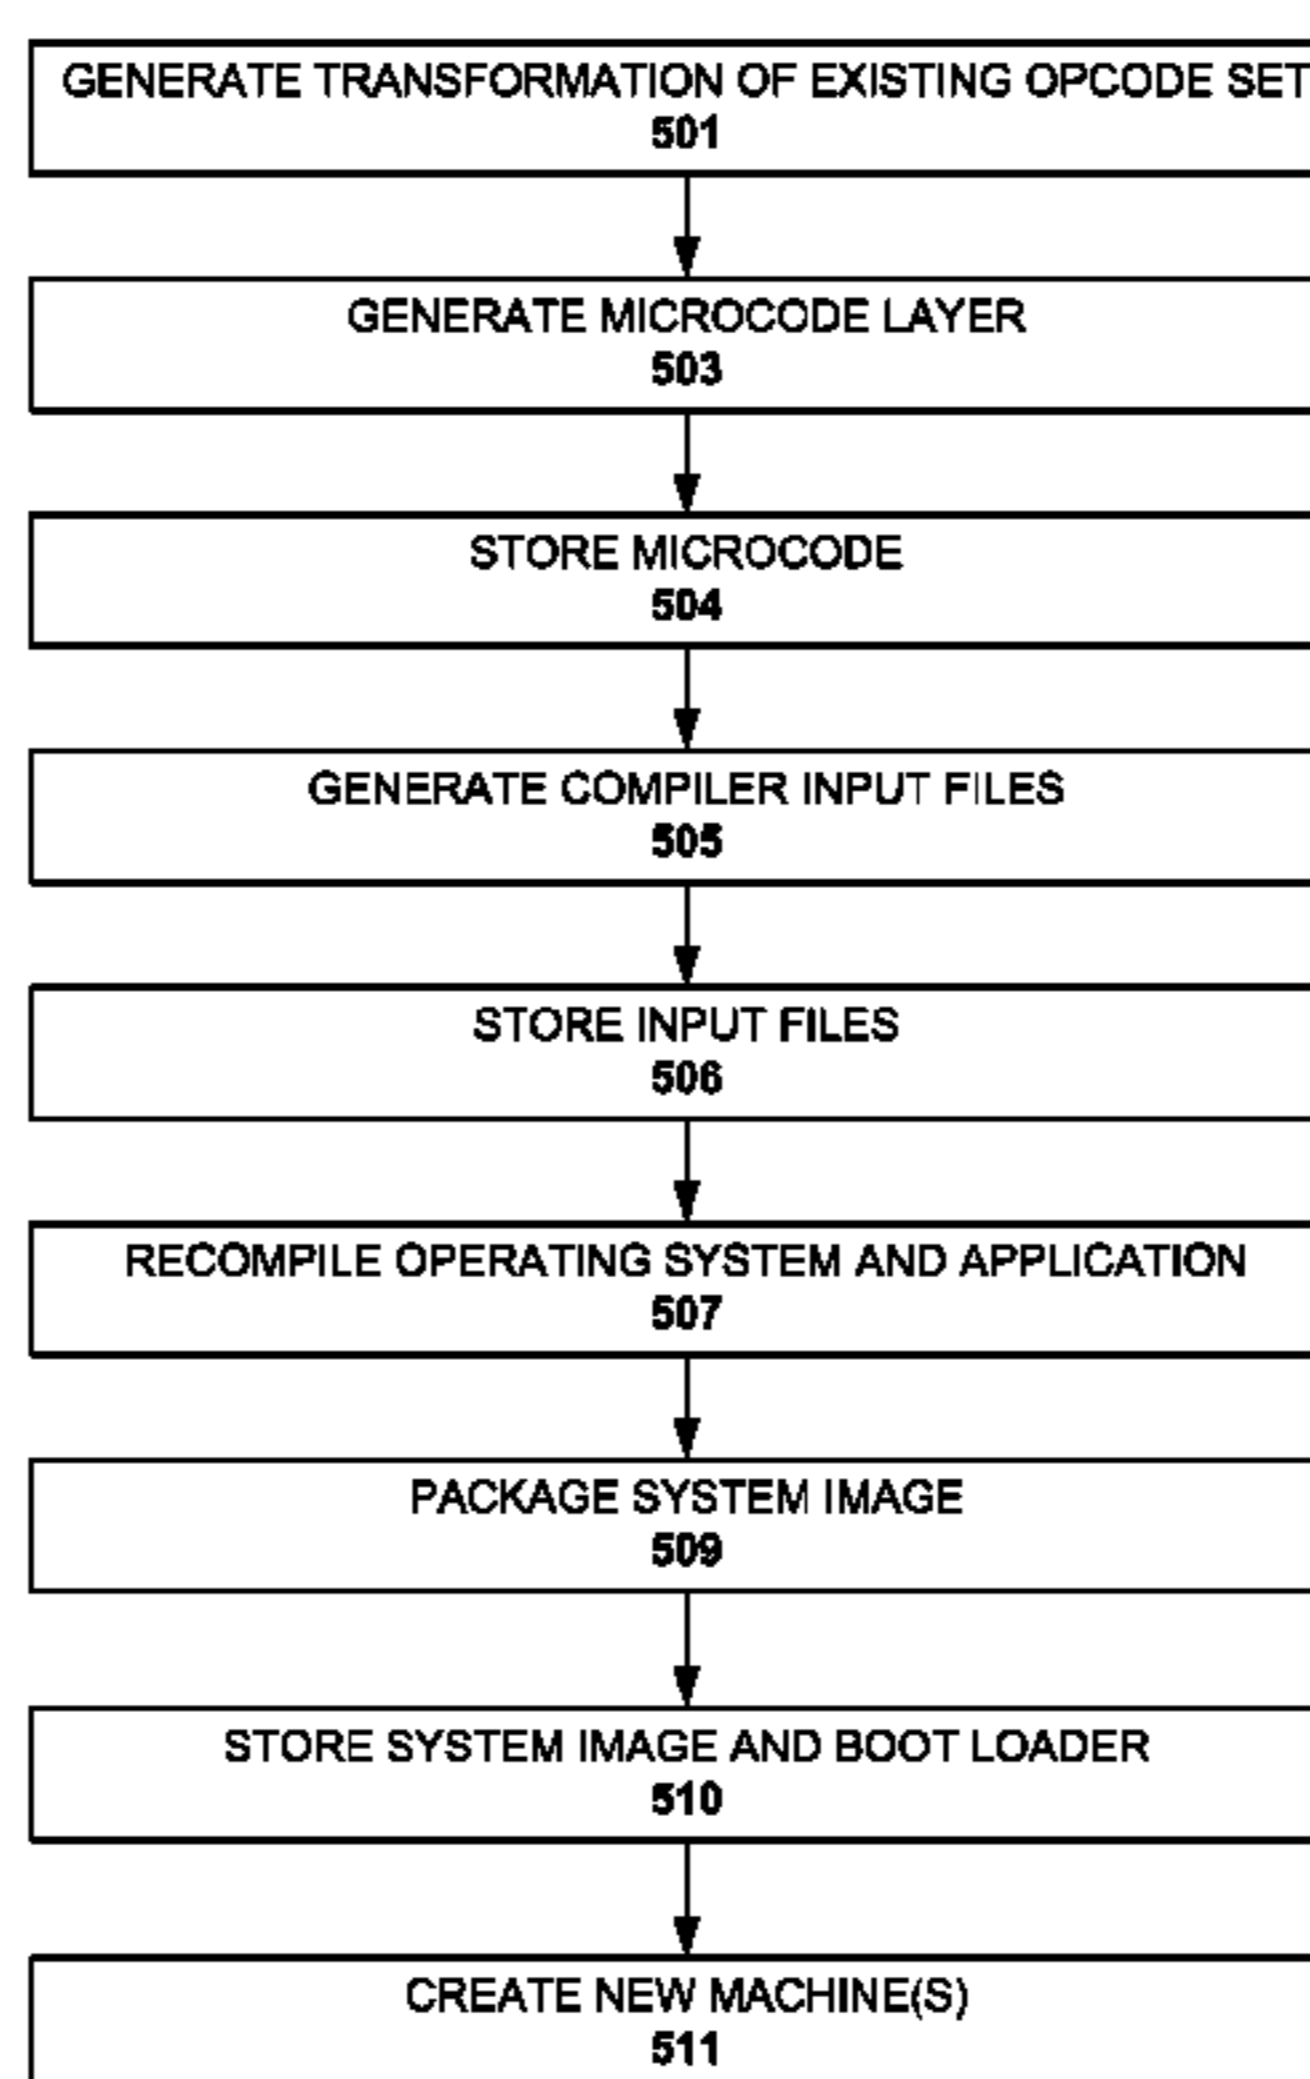 GENERATE TRANSFORMATION OF EXISTING OPCODE SET
501
GENERATE MICROCODE LAYER
503
STORE MICROCODE
504
GENERATE COMPILER INPUT FILES
505
STORE INPUT FILES
506
RECOMPILE OPERATING SYSTEM AND APPLICATION
507
PACKAGE SYSTEM IMAGE
509
STORE SYSTEM IMAGE AND BOOT LOADER
510
CREATE NEW MACHINE(S)
511